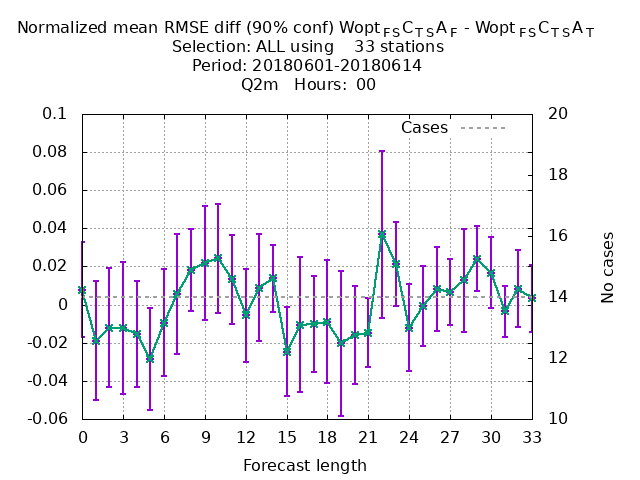 Normalized mean RMSE diff (90% conf) Wopt FS C TS A F - Wopt FS C TS A T
Selection: ALL using 33 stations
Period: 20180601-20180614
Q2m Hours: 00
0.1 20
Cases
0.08
18
0.06
0.04 16
0.02
0 14
-0.02
12
-0.04
-0.06 10
0 3 6 9 12 15 18 21 24 27 30 33
Forecast length
No cases